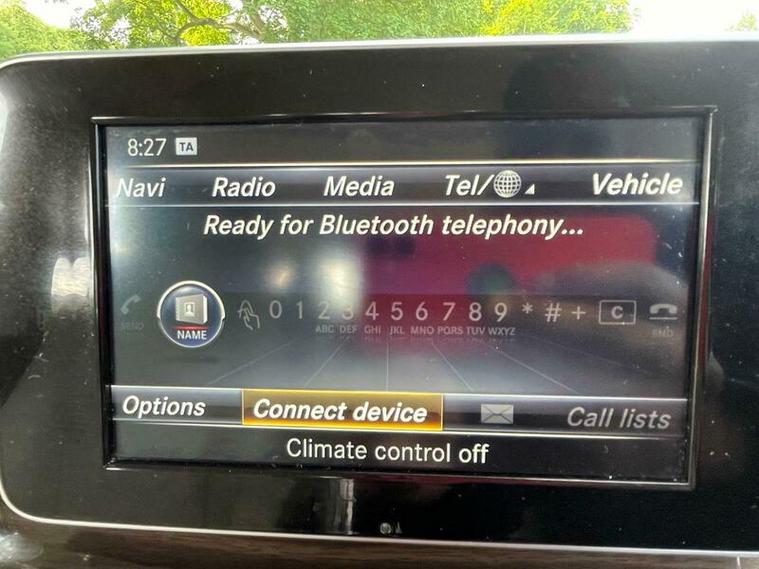 8:27 TA
Navi Radio Media Tel/ Vehicle
Ready for Bluetooth telephony...
0 1 2 3 4 5 6 7 8 9 * # + C
SEND NAME ABC DEF GHI JKL MNO PQRS TUV WXYZ END
Options Connect device Call lists
Climate control off